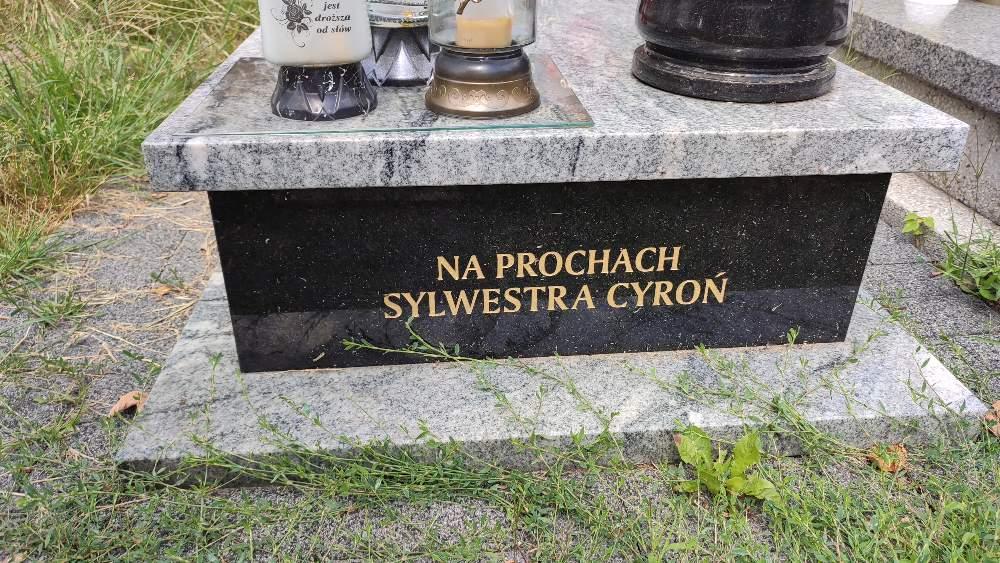 jest
droższa
od słów
NA PROCHACH
SYLWESTRA CYROŃ